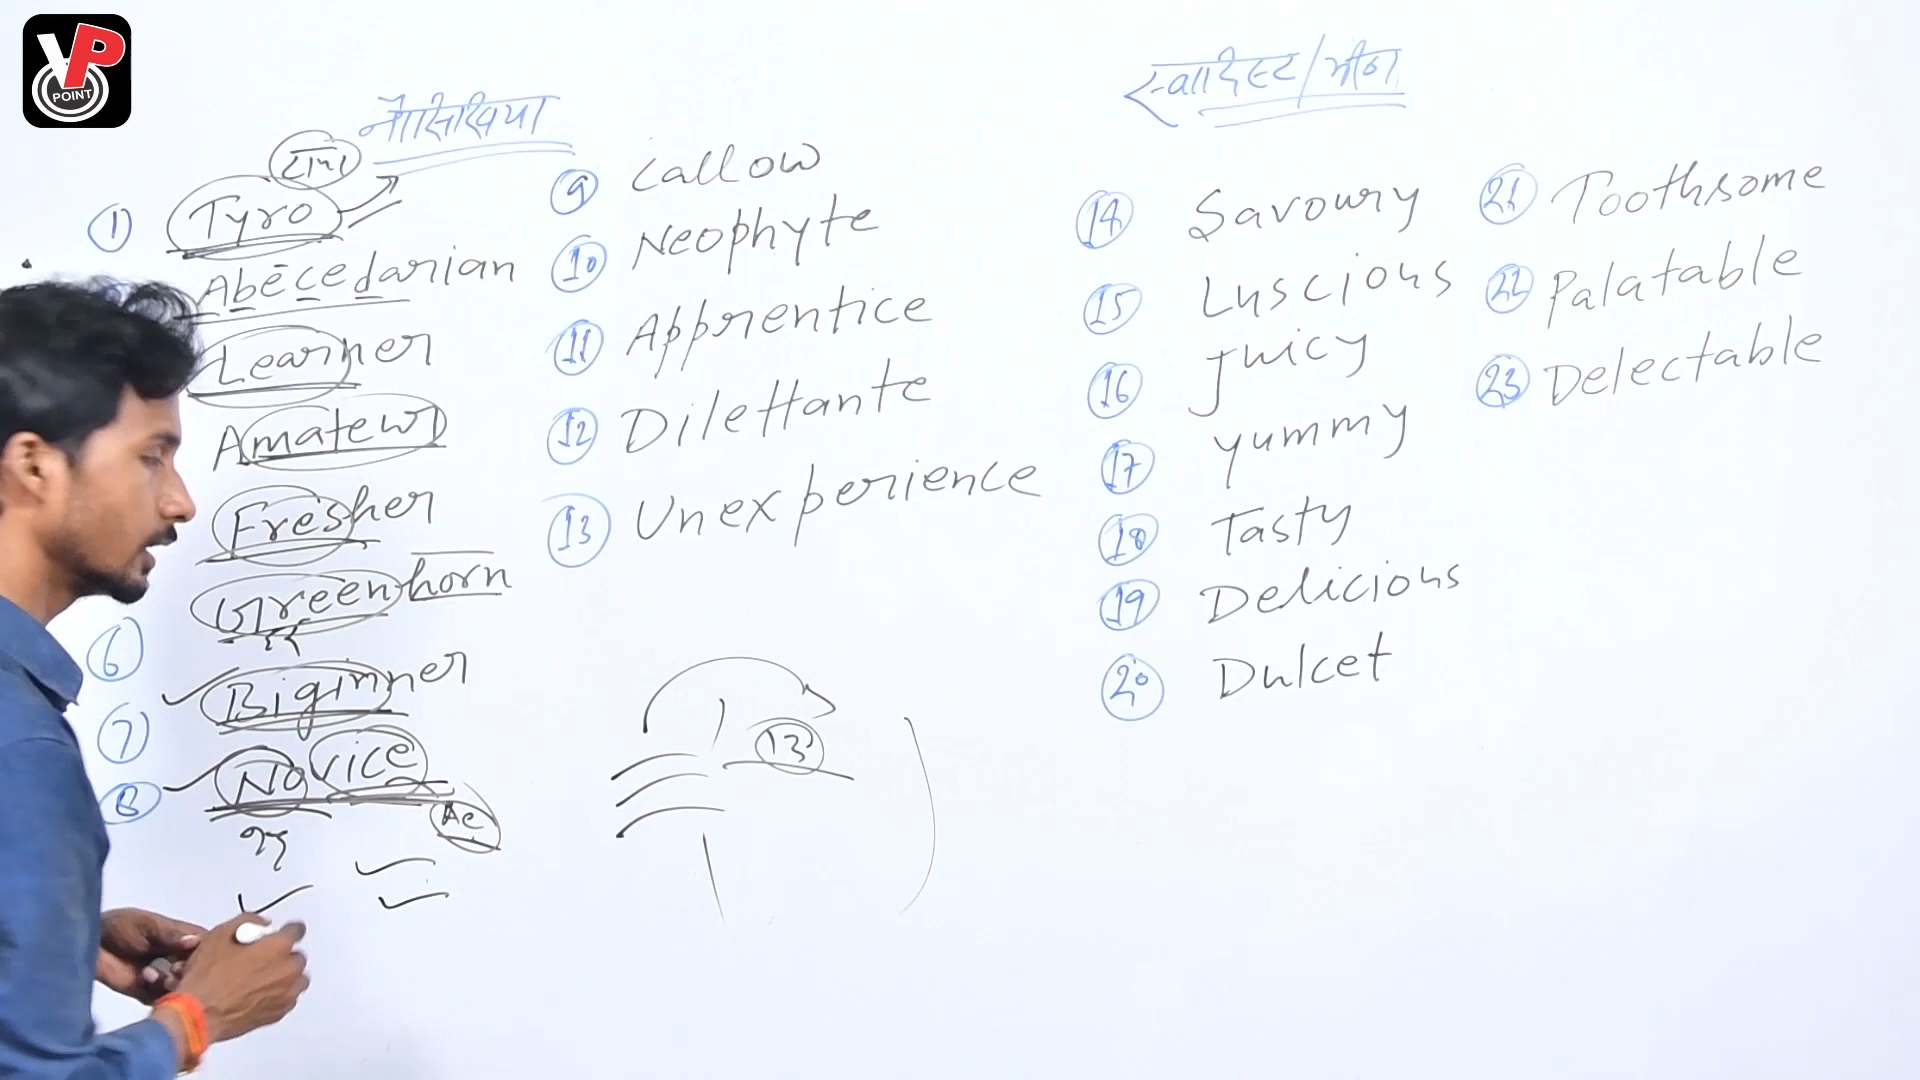 VP
POINT
नौसिखिया
① Tyro
Abēcedarian
Learner
Amateur
Fresher
Greenhorn
⑥
Biginner
⑦
Novice
⑧
Ae
⑨ Callow
⑩ Neophyte
⑪ Apprentice
⑫ Dilettante
⑬ Unexperience
13
स्वादिस्ट/मीठा
⑭ Savoury
⑮ Luscious
⑯ Juicy
⑰ Yummy
⑱ Tasty
⑲ Delicious
⑳ Dulcet
㉑ Toothsome
㉒ Palatable
㉓ Delectable